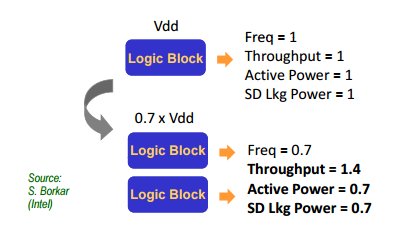 Vdd
Logic Block
Freq = 1
Throughput = 1
Active Power = 1
SD Lkg Power = 1
0.7 x Vdd
Logic Block
Logic Block
Freq = 0.7
Throughput = 1.4
Active Power = 0.7
SD Lkg Power = 0.7
Source:
S. Borkar
(Intel)